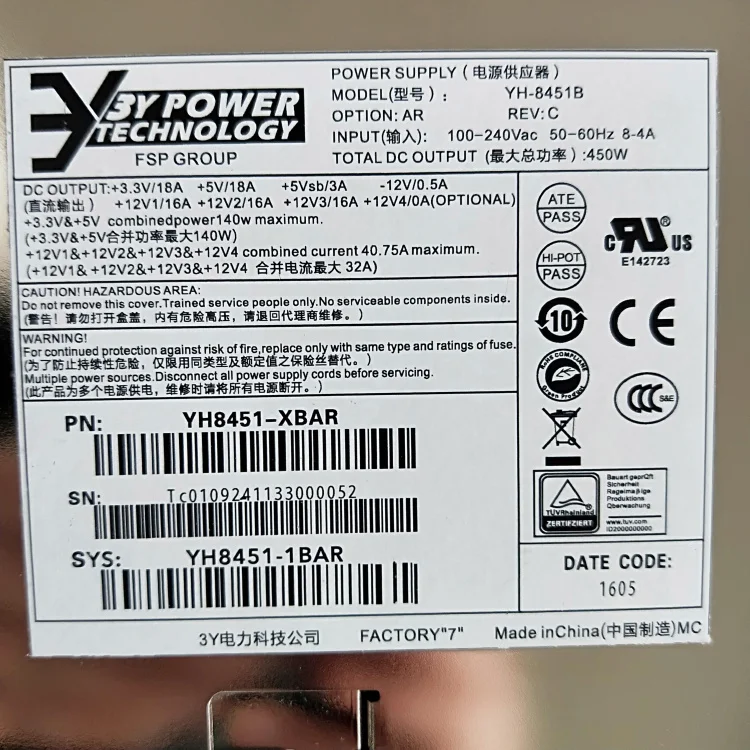 3Y POWER
TECHNOLOGY
FSP GROUP
POWER SUPPLY (电源供应器)
MODEL(型号): YH-8451B
OPTION: AR REV: C
INPUT(输入): 100-240Vac 50-60Hz 8-4A
TOTAL DC OUTPUT (最大总功率) :450W
DC OUTPUT:+3.3V/18A +5V/18A +5Vsb/3A -12V/0.5A
(直流输出) +12V1/16A +12V2/16A +12V3/16A +12V4/0A(OPTIONAL)
+3.3V&+5V combinedpower140w maximum.
(+3.3V&+5V合并功率最大140W)
+12V1&+12V2&+12V3&+12V4 combined current 40.75A maximum.
(+12V1& +12V2&+12V3&+12V4 合并电流最大 32A)
CAUTION! HAZARDOUS AREA:
Do not remove this cover.Trained service people only.No serviceable components inside.
(警告! 请勿打开盒盖, 内有危险高压, 请退回代理商维修。)
WARNING!
For continued protection against risk of fire,replace only with same type and ratings of fuse.
(为了防止持续性危险, 仅限用同类型及额定值之保险丝替代。)
Multiple power sources.Disconnect all power supply cords before servicing.
(此产品为多个电源供电, 维修时请将所有电源断开。)
ATE
PASS
HI-POT
PASS
c RU ® US
E142723
10
CE
RoHS COMPLIANT
Green Product
CCC S&E
TÜVRheinland
ZERTIFIZIERT
Bauart geprüft
Sicherheit
Regelmäßige
Produktions
Überwachung
www.tuv.com
ID2000000000
PN: YH8451-XBAR
SN: Tc0109241133000052
SYS: YH8451-1BAR
DATE CODE:
1605
3Y电力科技公司 FACTORY"7" Made inChina(中国制造)MC